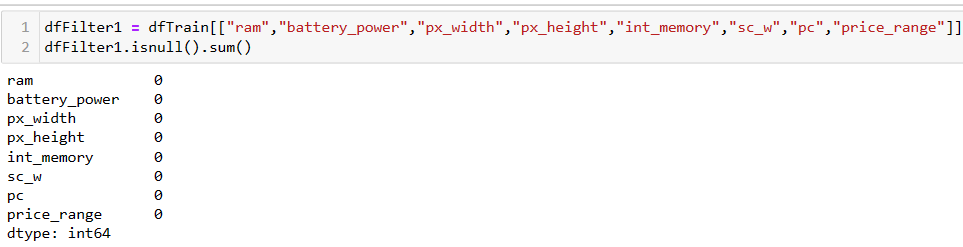 1 dfFilter1 = dfTrain[["ram","battery_power","px_width","px_height","int_memory","sc_w","pc","price_range"]]
2 dfFilter1.isnull().sum()
ram 0
battery_power 0
px_width 0
px_height 0
int_memory 0
sc_w 0
pc 0
price_range 0
dtype: int64